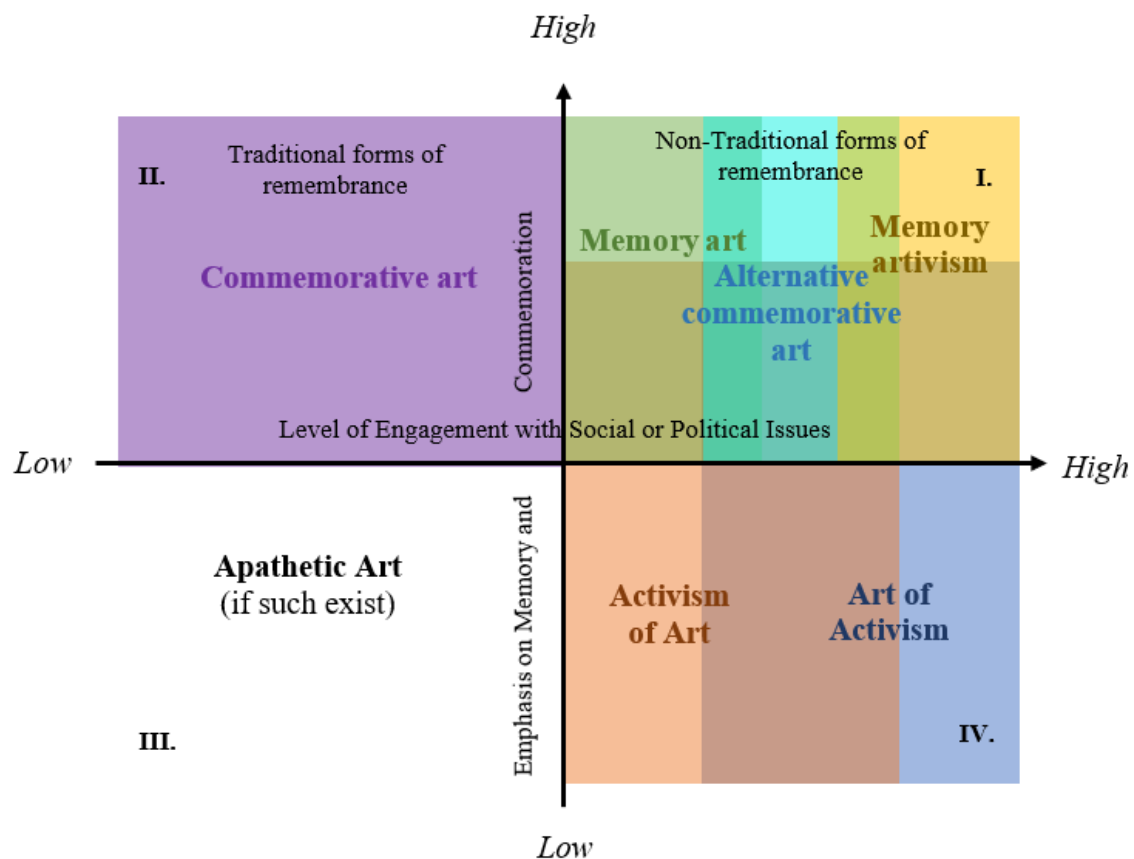 High
Traditional forms of
remembrance
II.
Commemorative art
Commemoration
Non-Traditional forms of
remembrance
I.
Memory art
Memory
artivism
Alternative
commemorative
art
Level of Engagement with Social or Political Issues
Low
High
Apathetic Art
(if such exist)
III.
Emphasis on Memory and
Activism
of Art
Art of
Activism
IV.
Low